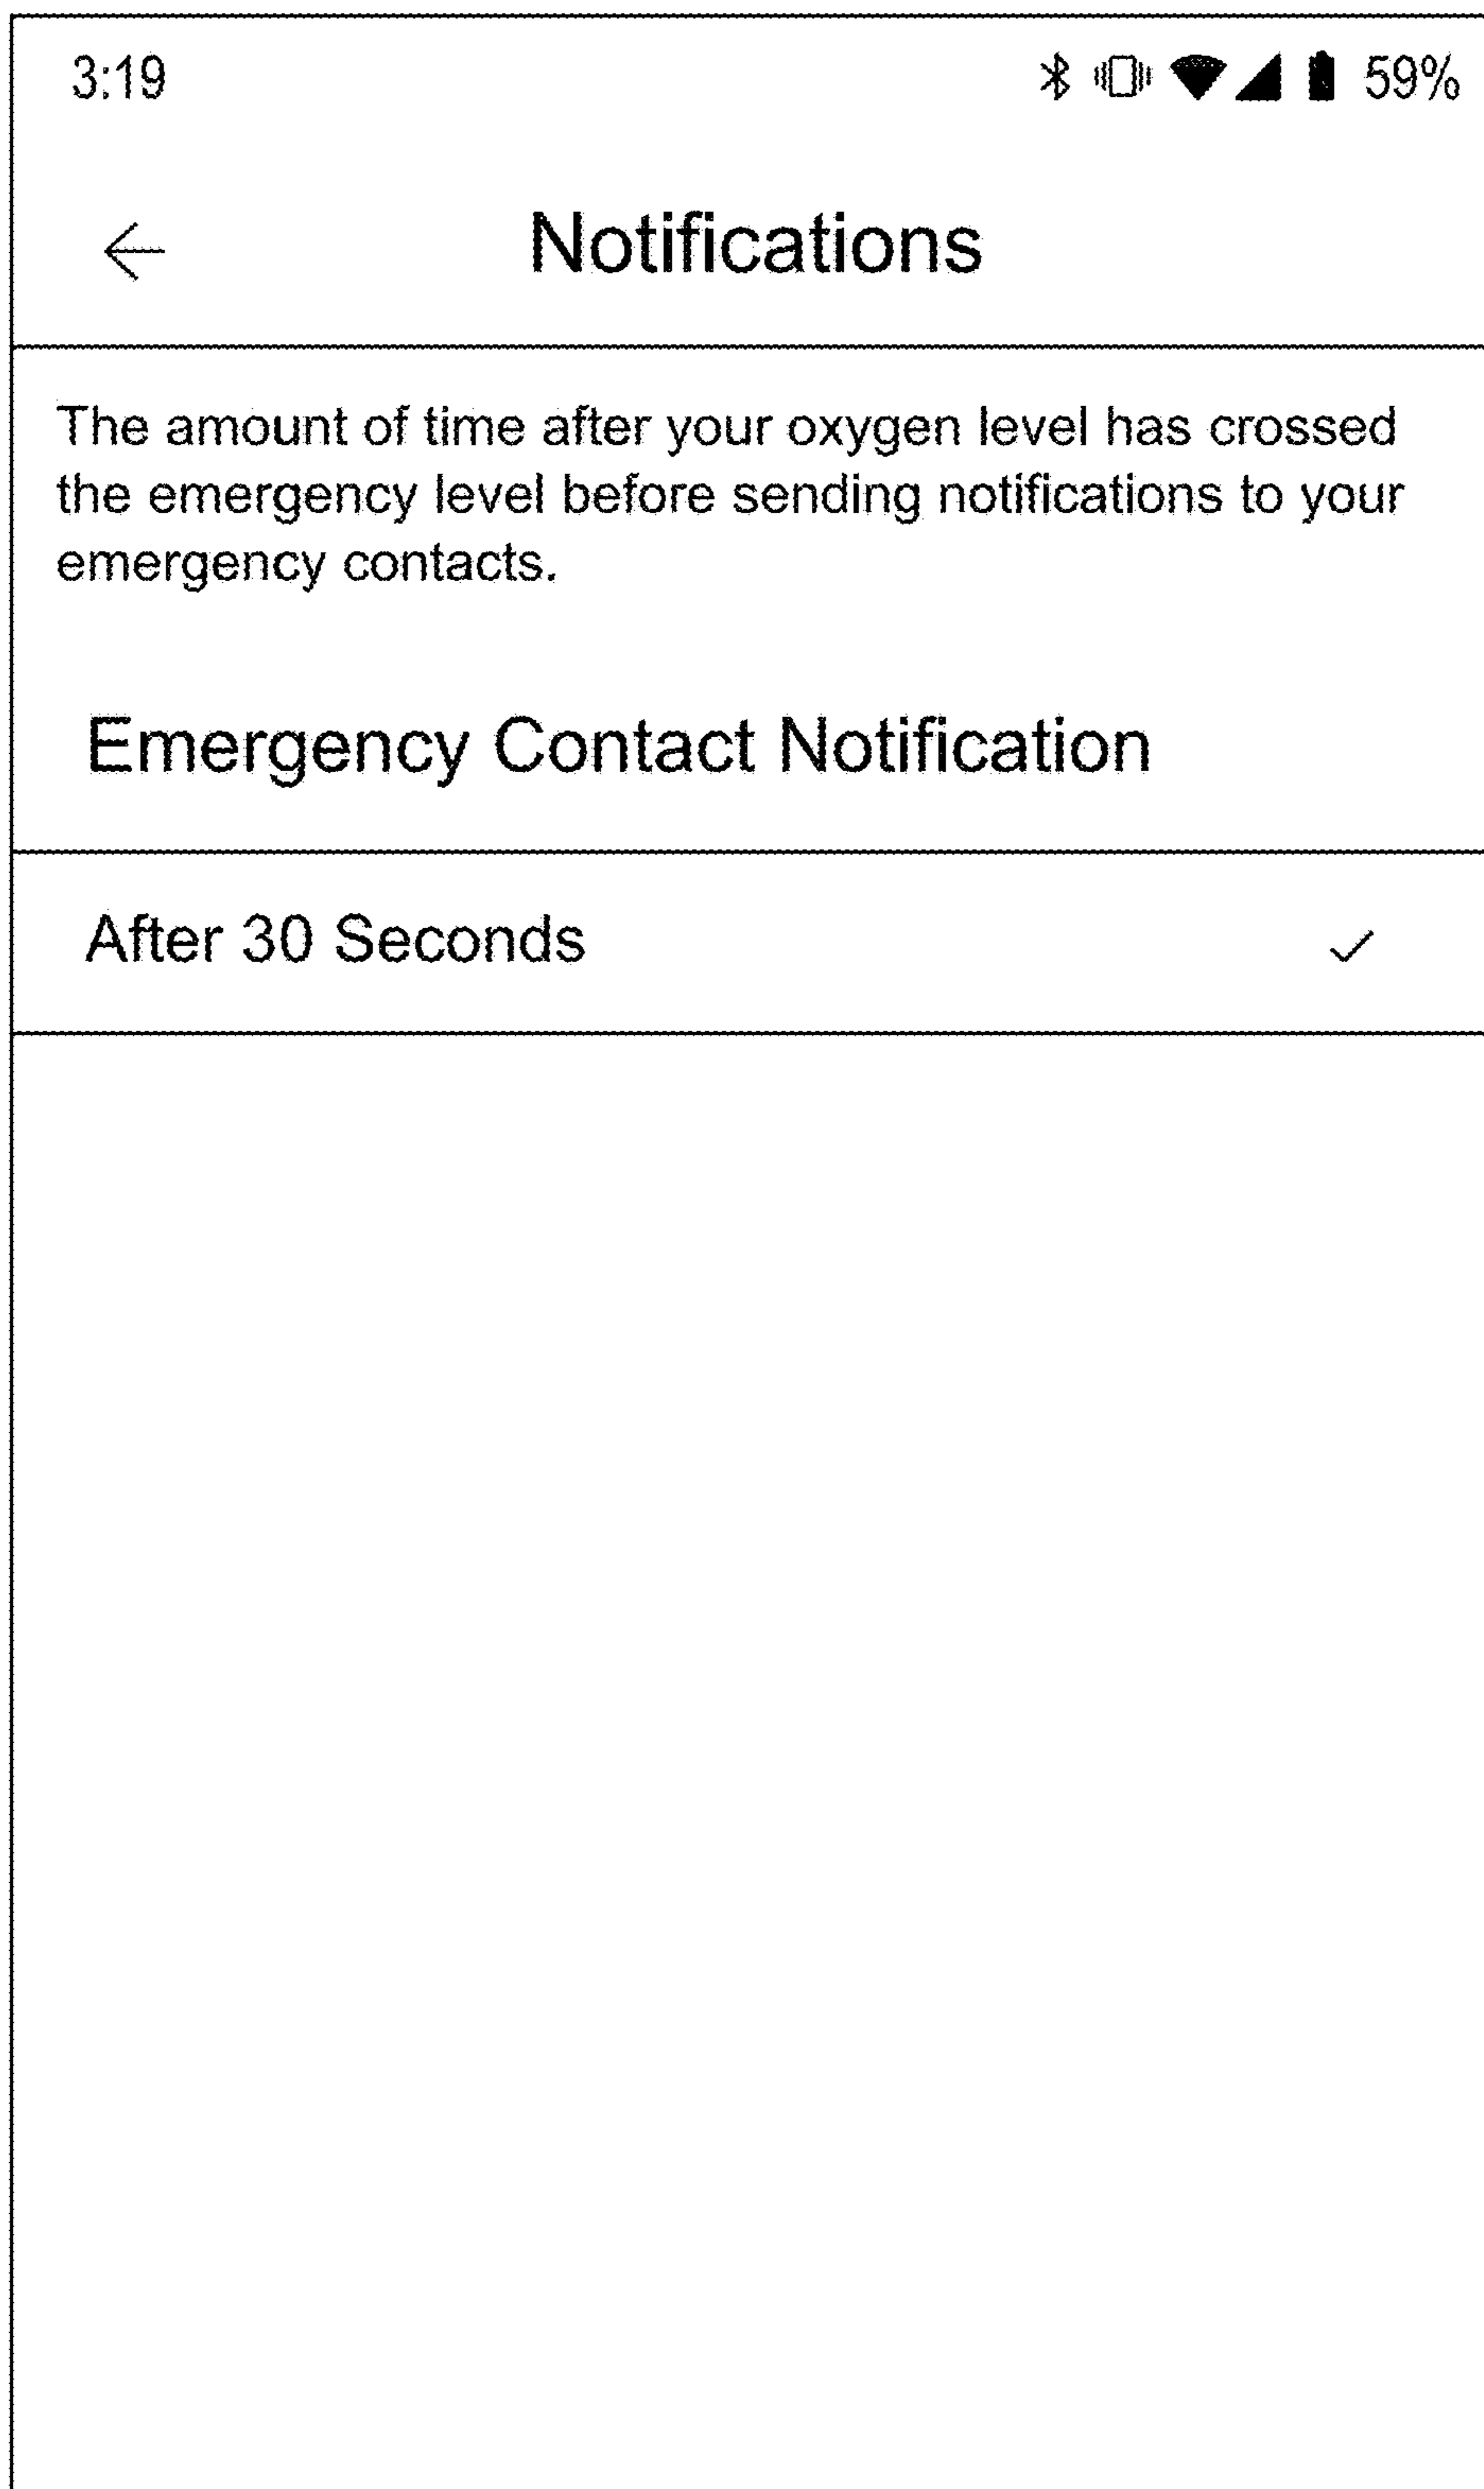 3:19 59%
Notifications
The amount of time after your oxygen level has crossed
the emergency level before sending notifications to your
emergency contacts.
Emergency Contact Notification
After 30 Seconds